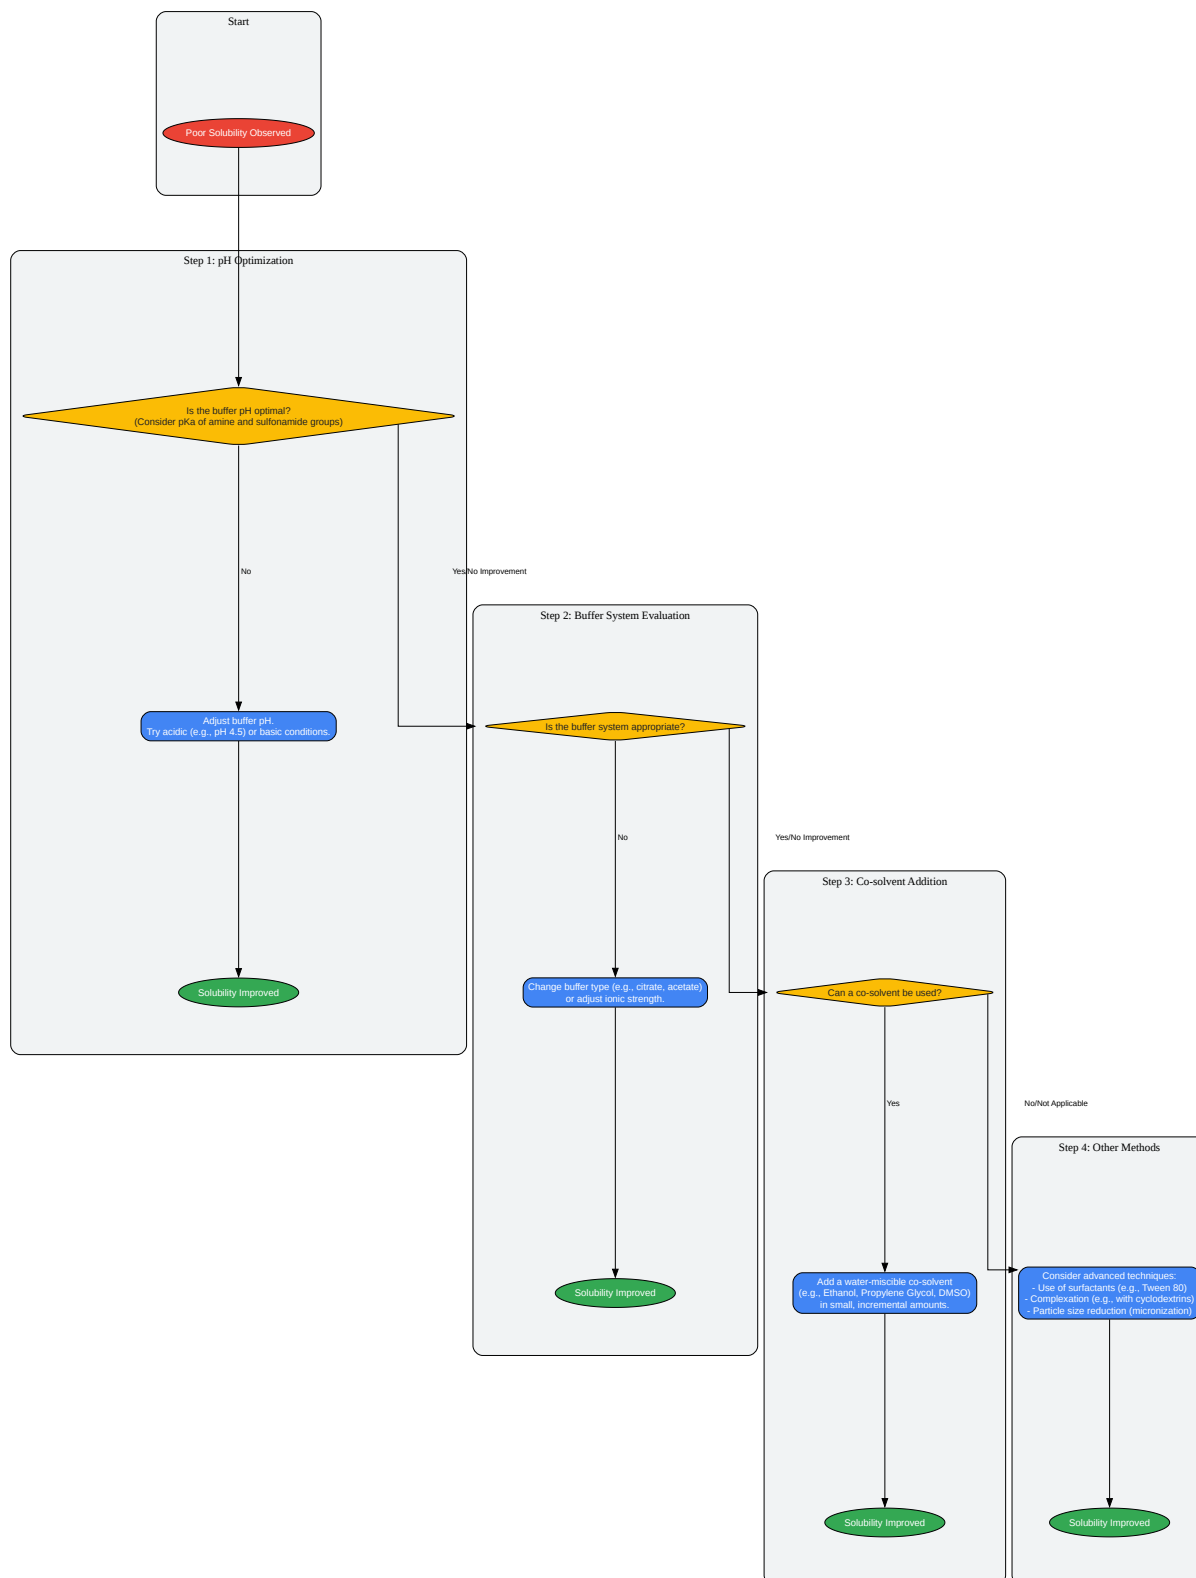 Start
Poor Solubility Observed
Step 1: pH Optimization
Is the buffer pH optimal?
(Consider pKa of amine and sulfonamide groups)
No
Yes/No Improvement
Adjust buffer pH.
Try acidic (e.g., pH 4.5) or basic conditions.
Solubility Improved
Step 2: Buffer System Evaluation
Is the buffer system appropriate?
No
Yes/No Improvement
Change buffer type (e.g., citrate, acetate)
or adjust ionic strength.
Solubility Improved
Step 3: Co-solvent Addition
Can a co-solvent be used?
Yes
No/Not Applicable
Add a water-miscible co-solvent
(e.g., Ethanol, Propylene Glycol, DMSO)
in small, incremental amounts.
Solubility Improved
Step 4: Other Methods
Consider advanced techniques:
- Use of surfactants (e.g., Tween 80)
- Complexation (e.g., with cyclodextrins)
- Particle size reduction (micronization)
Solubility Improved